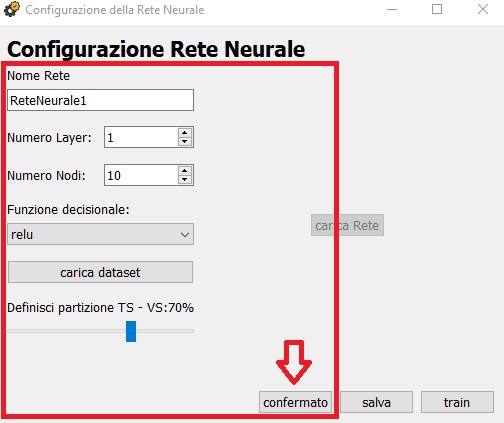 Configurazione della Rete Neurale
Configurazione Rete Neurale
Nome Rete
ReteNeurale1
Numero Layer: 1
Numero Nodi: 10
Funzione decisionale:
relu
carica Rete
carica dataset
Definisci partizione TS - VS:70%
confermato salva train